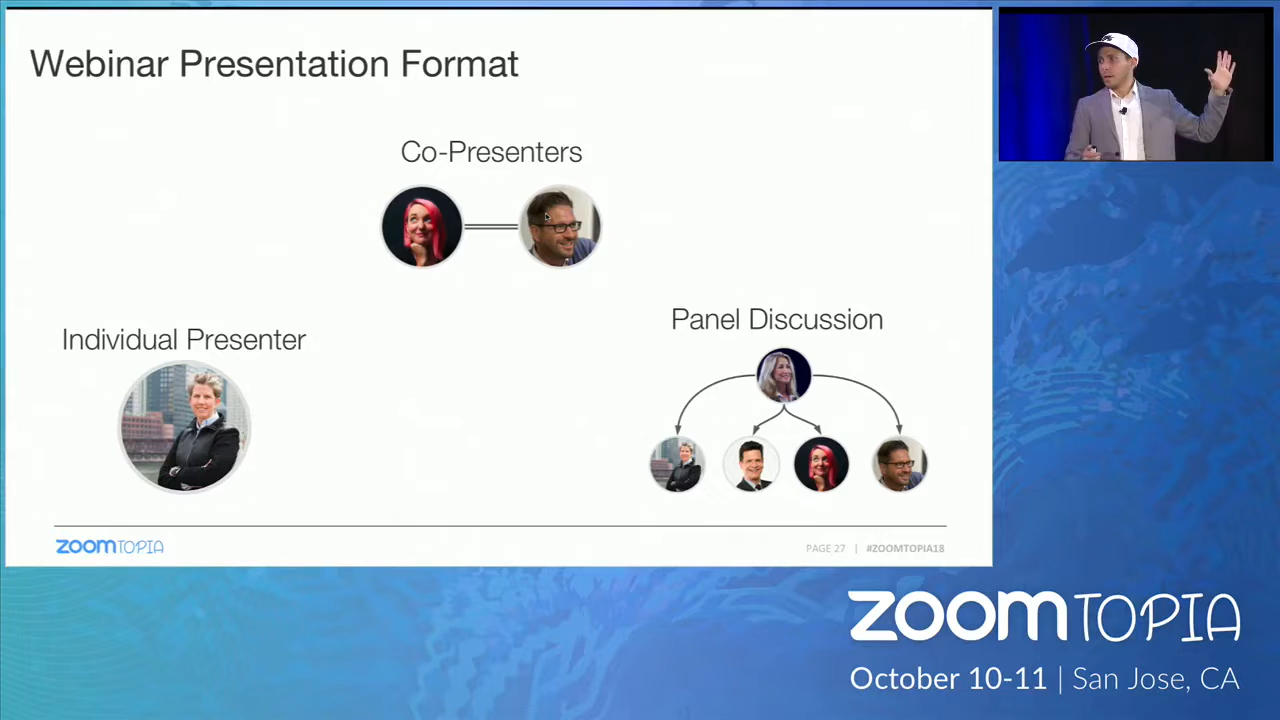 Webinar Presentation Format
Co-Presenters
Individual Presenter
Panel Discussion
ZOOMTOPIA
PAGE 27 | #ZOOMTOPIA18
ZOOMTOPIA
October 10-11 | San Jose, CA